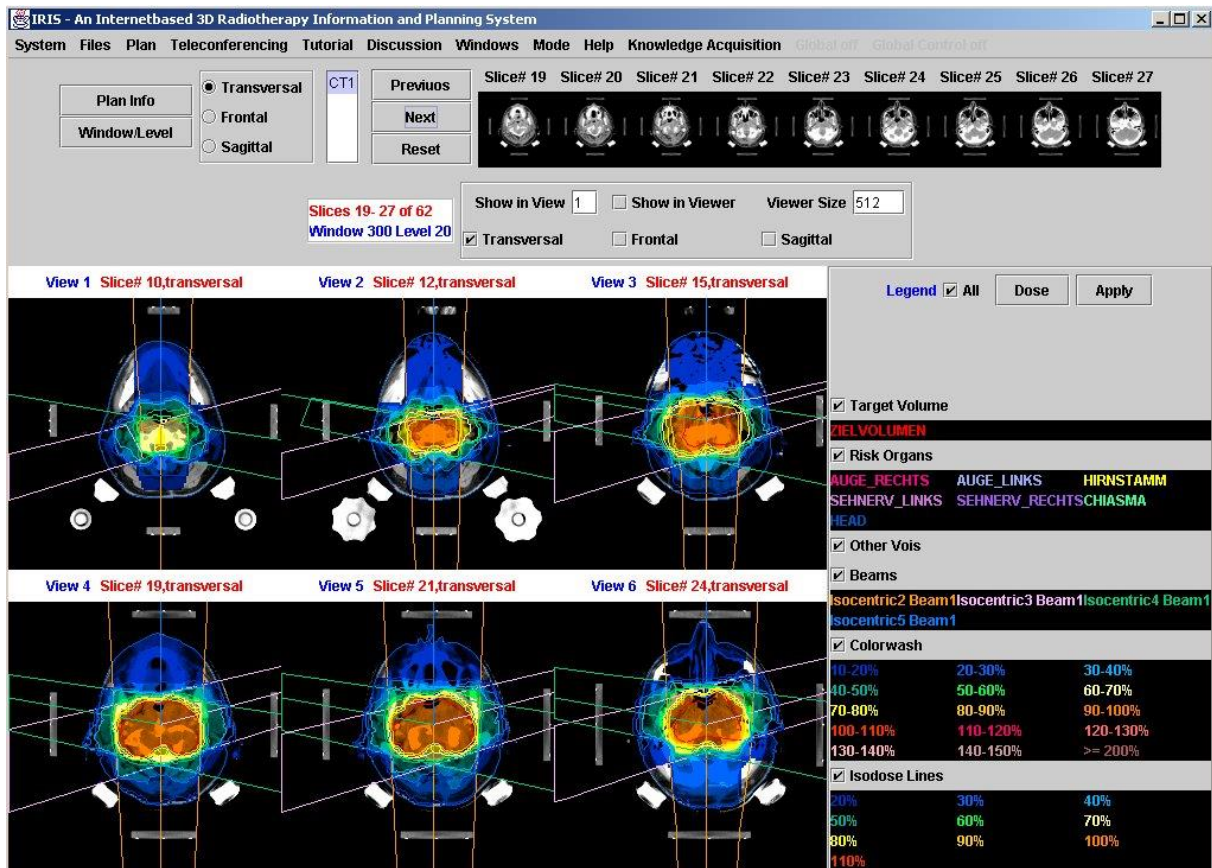 IRIS - An Internetbased 3D Radiotherapy Information and Planning System
System Files Plan Teleconferencing Tutorial Discussion Windows Mode Help Knowledge Acquisition Global off Global Control off
Plan Info
Window/Level
Transversal
Frontal
Sagittal
CT1
Previuos
Next
Reset
Slice# 19 Slice# 20 Slice# 21 Slice# 22 Slice# 23 Slice# 24 Slice# 25 Slice# 26 Slice# 27
Slices 19- 27 of 62
Window 300 Level 20
Show in View 1 Show in Viewer Viewer Size 512
Transversal Frontal Sagittal
View 1 Slice# 10,transversal
View 2 Slice# 12,transversal
View 3 Slice# 15,transversal
View 4 Slice# 19,transversal
View 5 Slice# 21,transversal
View 6 Slice# 24,transversal
Legend All Dose Apply
Target Volume
ZIELVOLUMEN
Risk Organs
AUGE_RECHTS AUGE_LINKS HIRNSTAMM
SEHNERV_LINKS SEHNERV_RECHTS CHIASMA
HEAD
Other Vois
Beams
Isocentric2 Beam1 Isocentric3 Beam1 Isocentric4 Beam1
Isocentric5 Beam1
Colorwash
10-20% 20-30% 30-40%
40-50% 50-60% 60-70%
70-80% 80-90% 90-100%
100-110% 110-120% 120-130%
130-140% 140-150% >= 200%
Isodose Lines
20% 30% 40%
50% 60% 70%
80% 90% 100%
110%